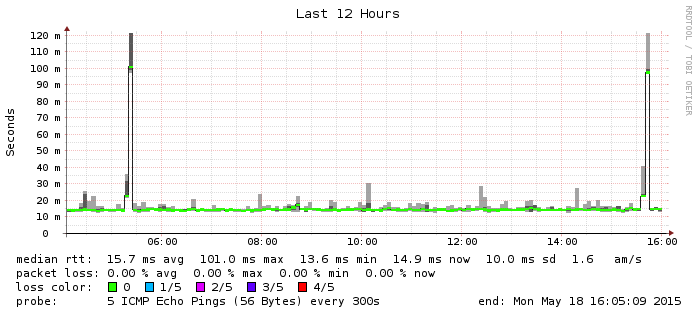 Last 12 Hours
RRDTOOL / TOBI OETIKER
Seconds
120 m
110 m
100 m
90 m
80 m
70 m
60 m
50 m
40 m
30 m
20 m
10 m
0
06:00 08:00 10:00 12:00 14:00 16:00
median rtt: 15.7 ms avg 101.0 ms max 13.6 ms min 14.9 ms now 10.0 ms sd 1.6 am/s
packet loss: 0.00 % avg 0.00 % max 0.00 % min 0.00 % now
loss color: 0 1/5 2/5 3/5 4/5
probe: 5 ICMP Echo Pings (56 Bytes) every 300s end: Mon May 18 16:05:09 2015